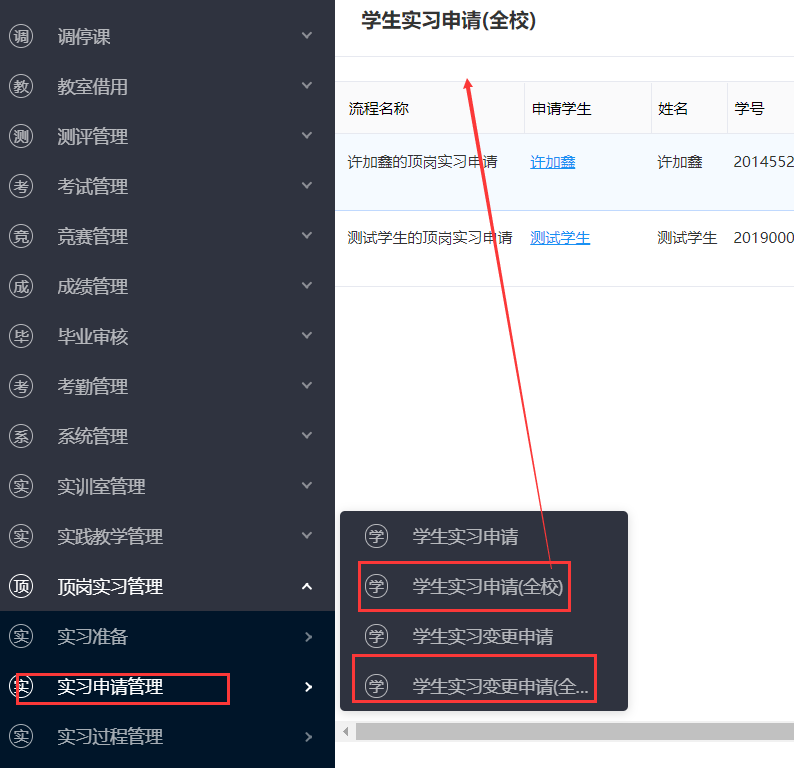 调 调停课
教 教室借用
测 测评管理
考 考试管理
竞 竞赛管理
成 成绩管理
毕 毕业审核
考 考勤管理
系 系统管理
实 实训室管理
实 实践教学管理
顶 顶岗实习管理
实 实习准备
实 实习申请管理
实 实习过程管理
学生实习申请(全校)
流程名称 申请学生 姓名 学号
许加鑫的顶岗实习申请 许加鑫 许加鑫 2014552
测试学生的顶岗实习申请 测试学生 测试学生 2019000
学 学生实习申请
学 学生实习申请(全校)
学 学生实习变更申请
学 学生实习变更申请(全...